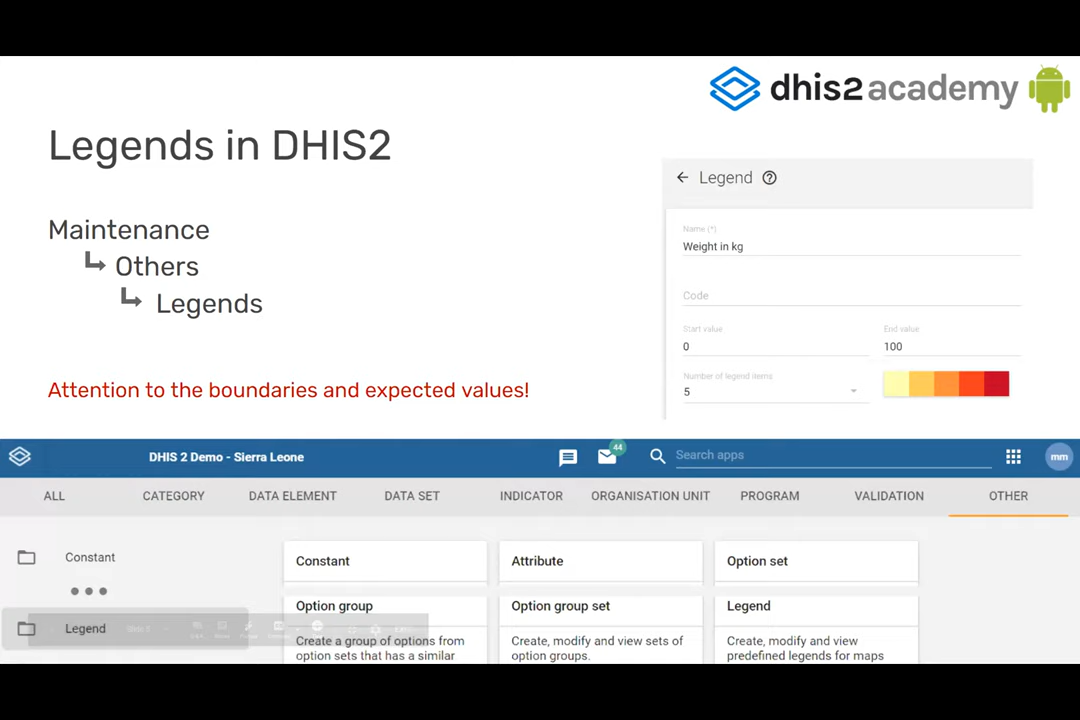 dhis2 academy
Legends in DHIS2
Maintenance
Others
Legends
Attention to the boundaries and expected values!
Legend
Name (*)
Weight in kg
Code
Start value
End value
0
100
Number of legend items
5
DHIS 2 Demo - Sierra Leone
44
Search apps
mm
ALL
CATEGORY
DATA ELEMENT
DATA SET
INDICATOR
ORGANISATION UNIT
PROGRAM
VALIDATION
OTHER
Constant
Legend
Constant
Attribute
Option set
Option group
Create a group of options from
option sets that has a similar
Option group set
Create, modify and view sets of
option groups.
Legend
Create, modify and view
predefined legends for maps